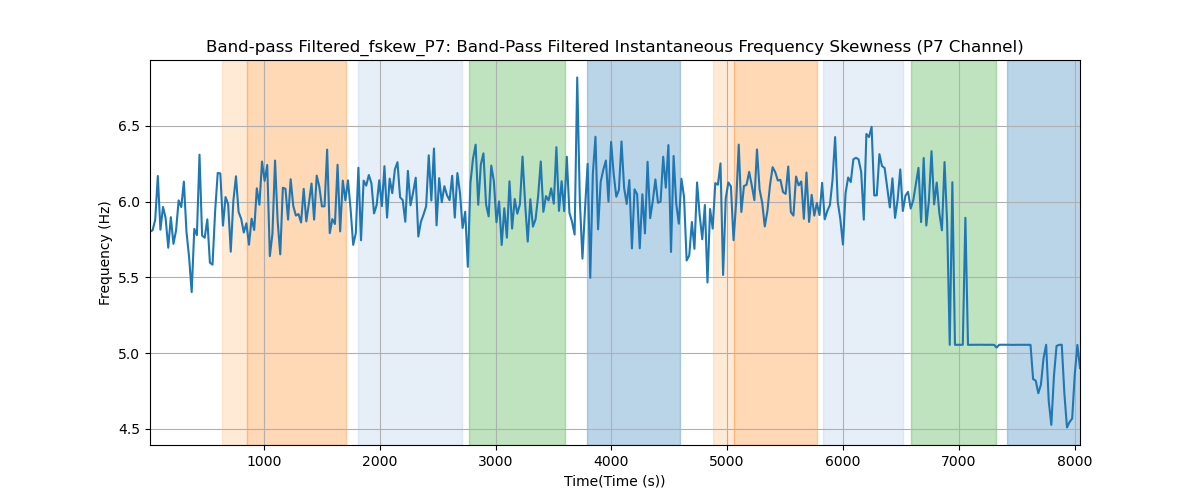 Band-pass Filtered_fskew_P7: Band-Pass Filtered Instantaneous Frequency Skewness (P7 Channel)
Frequency (Hz)
6.5
6.0
5.5
5.0
4.5
1000 2000 3000 4000 5000 6000 7000 8000
Time(Time (s))